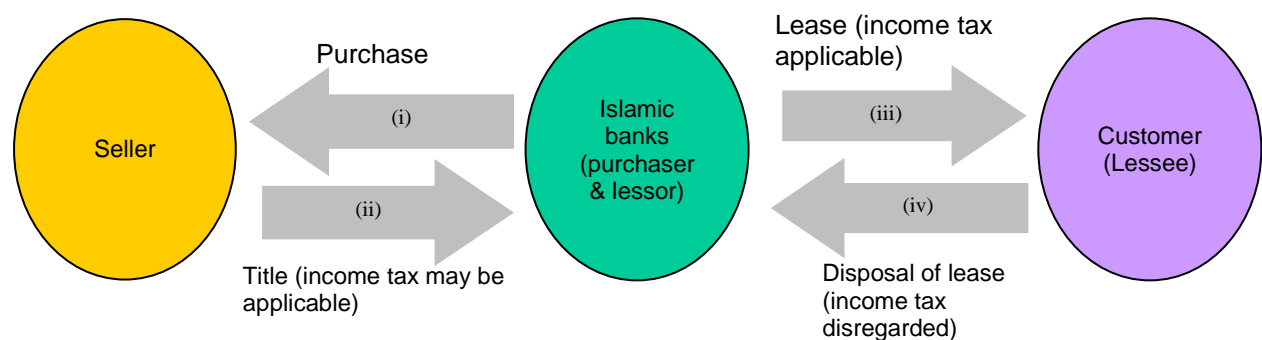 Seller
Purchase
(i)
(ii)
Title (income tax may be
applicable)
Islamic
banks
(purchaser
& lessor)
Lease (income tax
applicable)
(iii)
(iv)
Disposal of lease
(income tax
disregarded)
Customer
(Lessee)